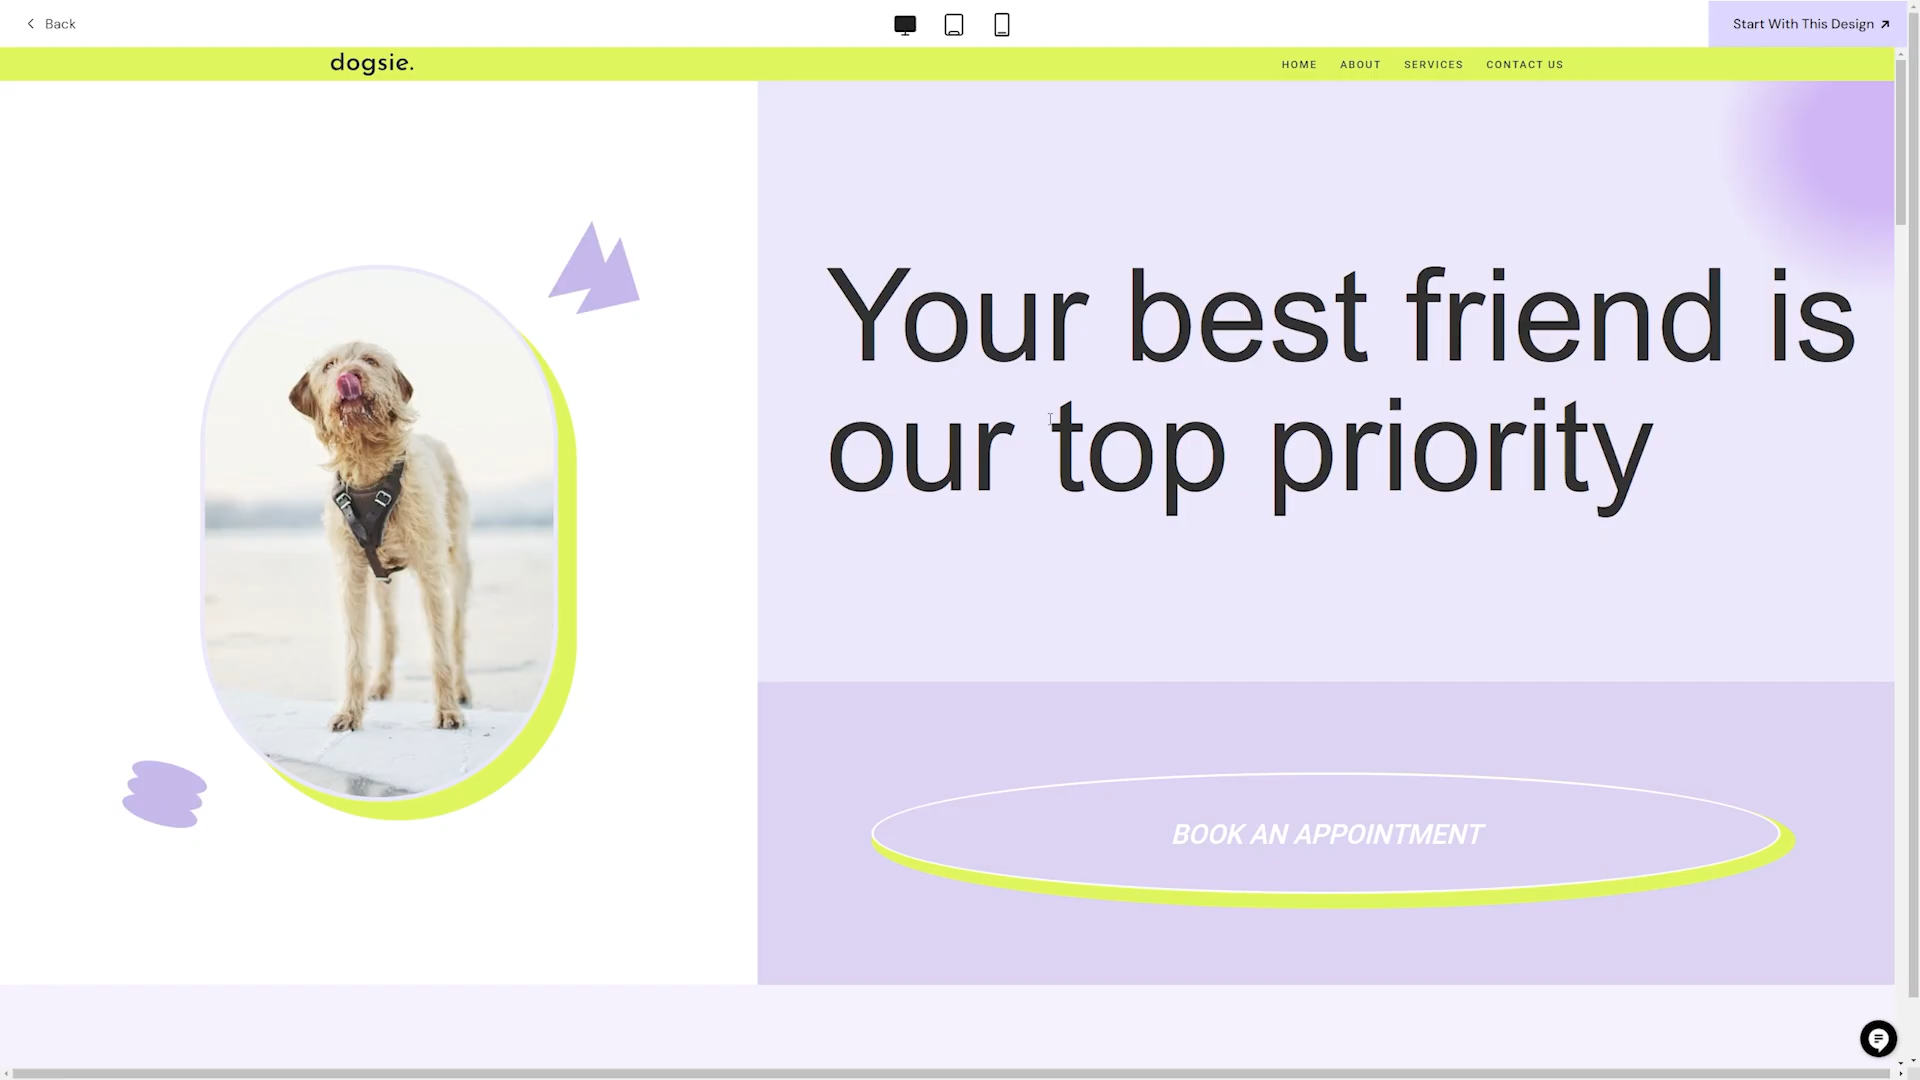 Back
Start With This Design
dogsie.
HOME ABOUT SERVICES CONTACT US
Your best friend is
our top priority
BOOK AN APPOINTMENT